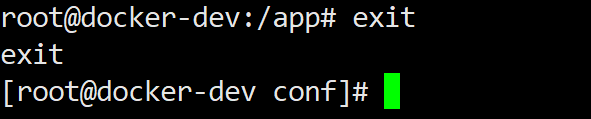 root@docker-dev:/app# exit
exit
[root@docker-dev conf]#